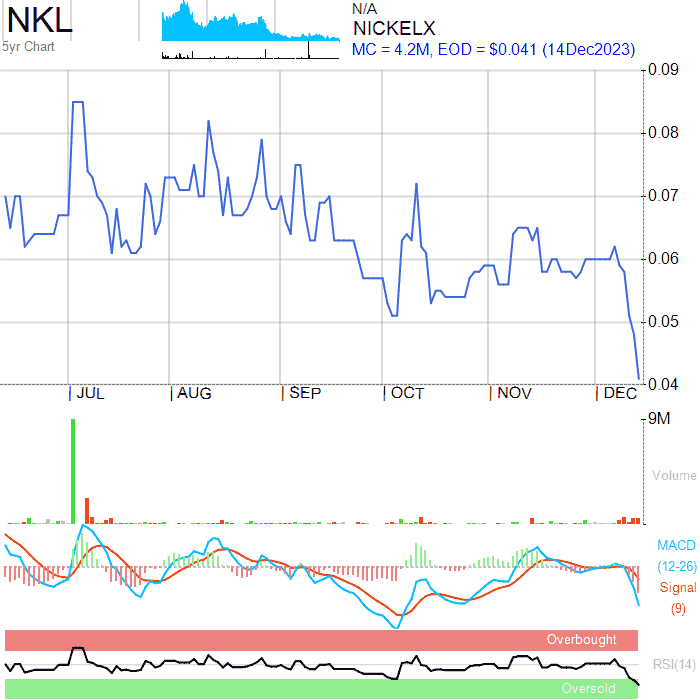 NKL
5yr Chart
N/A
NICKELX
MC = 4.2M, EOD = $0.041 (14Dec2023)
0.09
0.08
0.07
0.06
0.05
0.04
JUL AUG SEP OCT NOV DEC
9M
Volume
MACD
(12-26)
Signal
(9)
Overbought
RSI(14)
Oversold